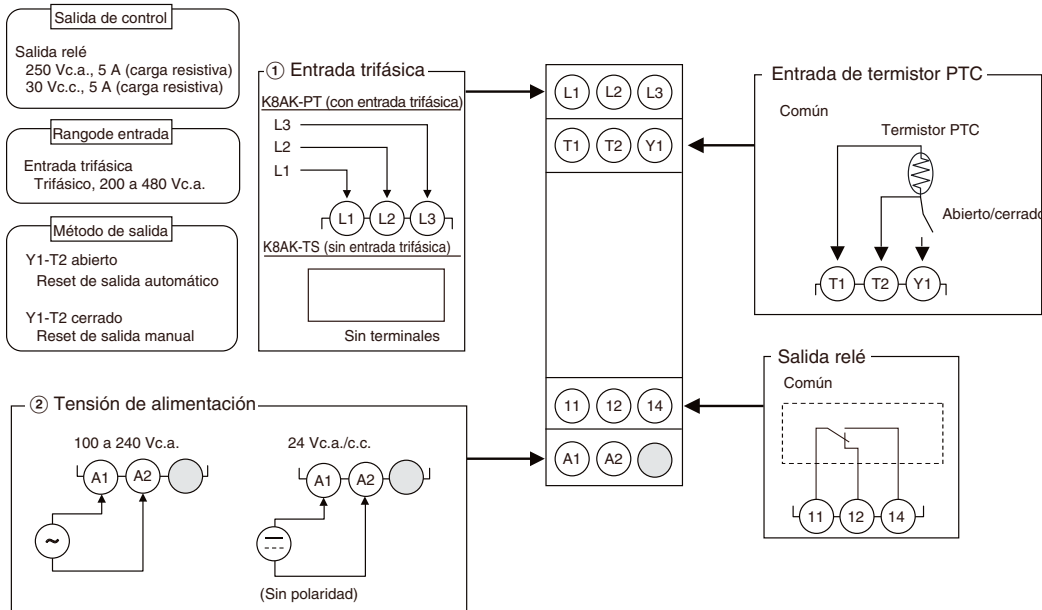 Salida de control
Salida relé
250 Vc.a., 5 A (carga resistiva)
30 Vc.c., 5 A (carga resistiva)
Rangode entrada
Entrada trifásica
Trifásico, 200 a 480 Vc.a.
Método de salida
Y1-T2 abierto
Reset de salida automático
Y1-T2 cerrado
Reset de salida manual
① Entrada trifásica
K8AK-PT (con entrada trifásica)
L3
L2
L1
L1 L2 L3
K8AK-TS (sin entrada trifásica)
Sin terminales
L1 L2 L3
T1 T2 Y1
11 12 14
A1 A2
Entrada de termistor PTC
Común
Termistor PTC
Abierto/cerrado
T1 T2 Y1
Salida relé
Común
11 12 14
② Tensión de alimentación
100 a 240 Vc.a.
A1 A2
~
24 Vc.a./c.c.
A1 A2
(Sin polaridad)